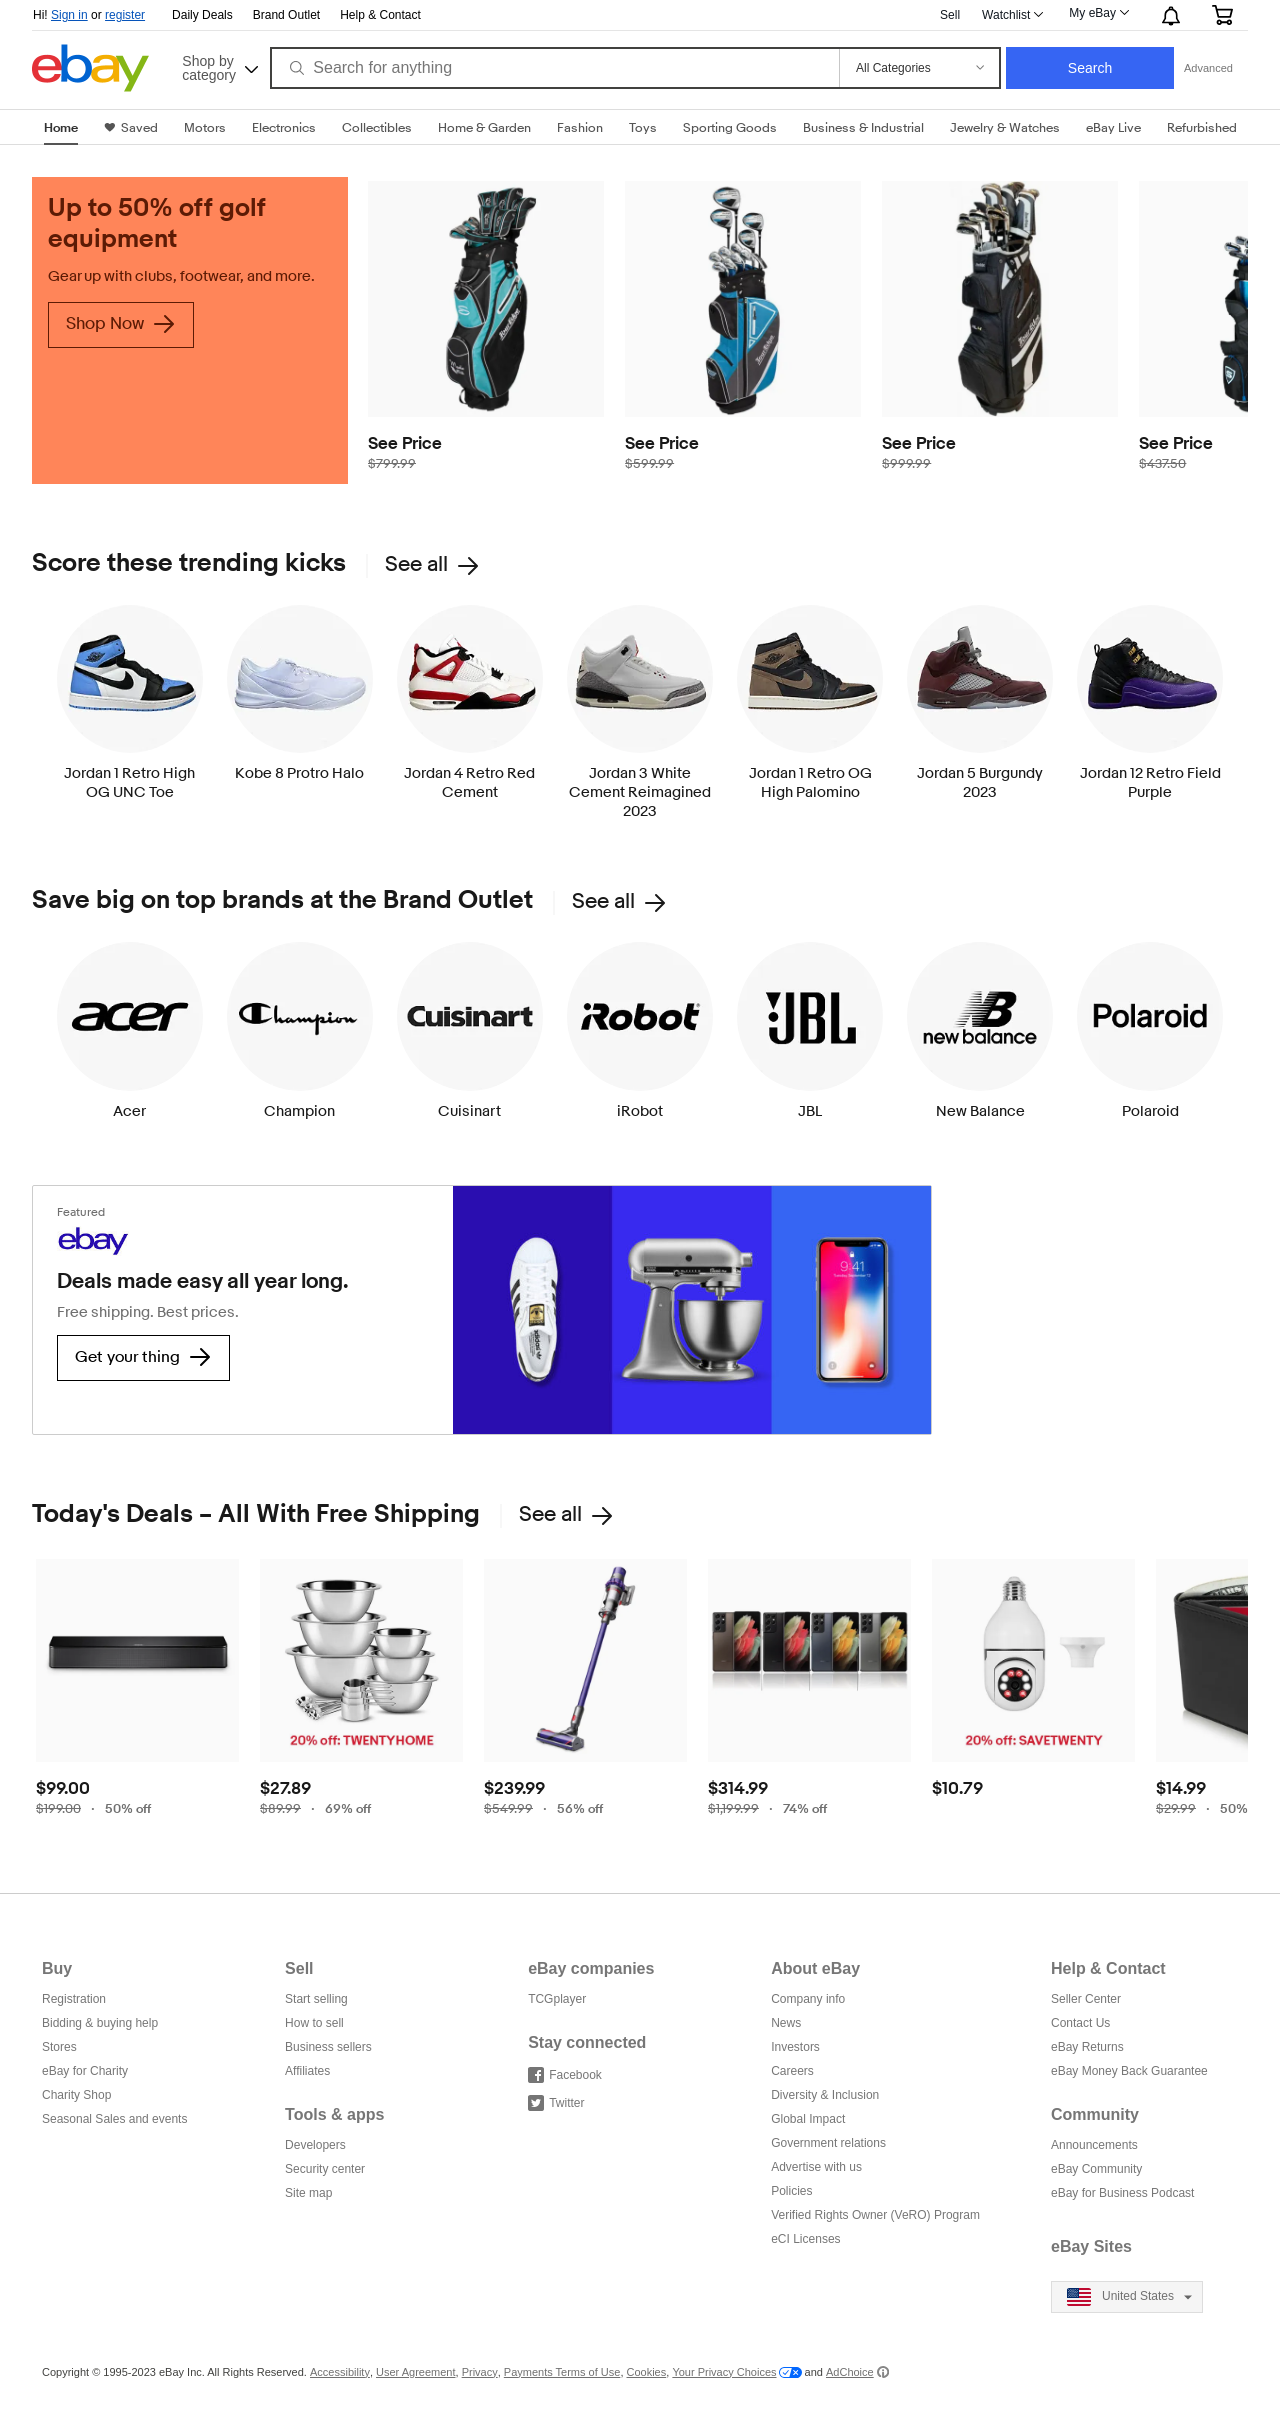 Hi! Sign in or register
Daily Deals
Brand Outlet
Help & Contact
Sell
Watchlist
My eBay
ebay
Shop by
category
Search for anything
All Categories
Search
Advanced
Home
Saved
Motors
Electronics
Collectibles
Home & Garden
Fashion
Toys
Sporting Goods
Business & Industrial
Jewelry & Watches
eBay Live
Refurbished
Up to 50% off golf
equipment
Gear up with clubs, footwear, and more.
Shop Now
See Price
$799.99
See Price
$599.99
See Price
$999.99
See Price
$437.50
Score these trending kicks
See all
Jordan 1 Retro High
OG UNC Toe
Kobe 8 Protro Halo
Jordan 4 Retro Red
Cement
Jordan 3 White
Cement Reimagined
2023
Jordan 1 Retro OG
High Palomino
Jordan 5 Burgundy
2023
Jordan 12 Retro Field
Purple
Save big on top brands at the Brand Outlet
See all
acer
Champion
Cuisinart
iRobot
JBL
new balance
Polaroid
Acer
Champion
Cuisinart
iRobot
JBL
New Balance
Polaroid
Featured
ebay
Deals made easy all year long.
Free shipping. Best prices.
Get your thing
9:41
Today's Deals – All With Free Shipping
See all
20% off: TWENTYHOME
20% off: SAVETWENTY
$99.00
$199.00 · 50% off
$27.89
$89.99 · 69% off
$239.99
$549.99 · 56% off
$314.99
$1,199.99 · 74% off
$10.79
$14.99
$29.99 · 50%
Buy
Registration
Bidding & buying help
Stores
eBay for Charity
Charity Shop
Seasonal Sales and events
Sell
Start selling
How to sell
Business sellers
Affiliates
Tools & apps
Developers
Security center
Site map
eBay companies
TCGplayer
Stay connected
Facebook
Twitter
About eBay
Company info
News
Investors
Careers
Diversity & Inclusion
Global Impact
Government relations
Advertise with us
Policies
Verified Rights Owner (VeRO) Program
eCI Licenses
Help & Contact
Seller Center
Contact Us
eBay Returns
eBay Money Back Guarantee
Community
Announcements
eBay Community
eBay for Business Podcast
eBay Sites
United States
Copyright © 1995-2023 eBay Inc. All Rights Reserved. Accessibility, User Agreement, Privacy, Payments Terms of Use, Cookies, Your Privacy Choices and AdChoice